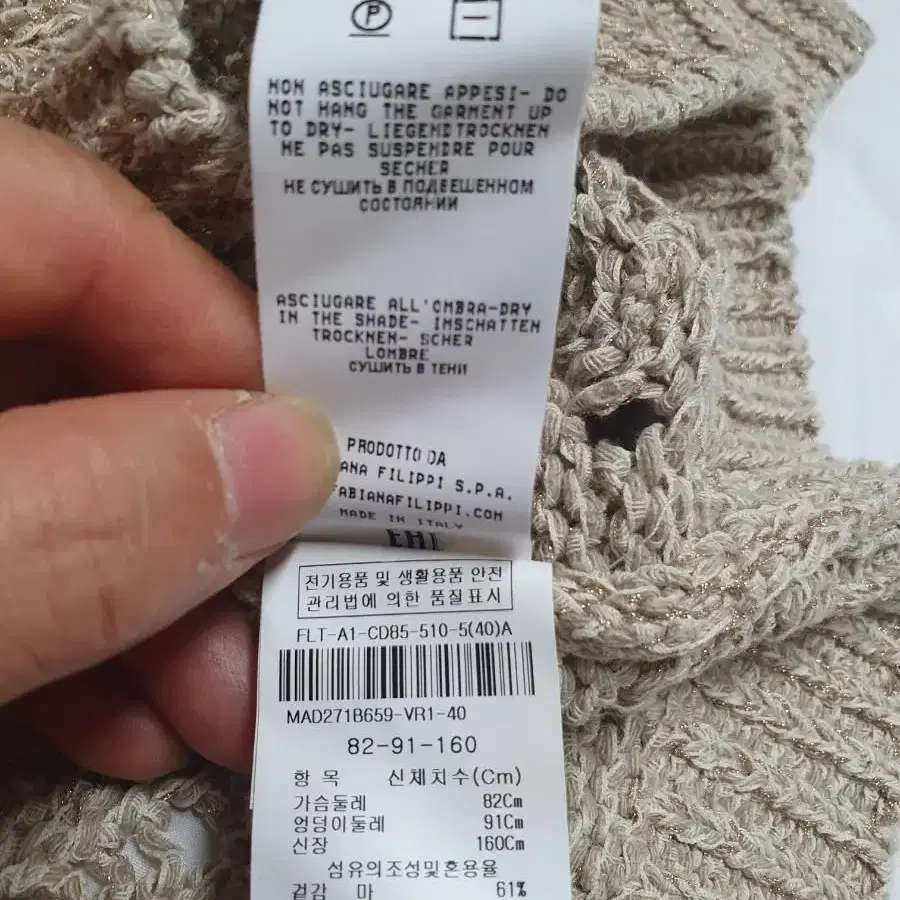 P
NON ASCIUGARE APPESI- DO
NOT HANG THE GARMENT UP
TO DRY- LIEGENDTROCKNEN
NE PAS SUSPENDRE POUR
SECHER
НЕ СУШИТЬ В ПОДВЕШЕННОМ
СОСТОЯНИИ
ASCIUGARE ALL'OMBRA-DRY
IN THE SHADE- IMSCHATTEN
TROCKNEN- SCHER
LOMBRE
СУШИТЬ В ТЕНИ
PRODOTTO DA
ANA FILIPPI S.P.A.
FABIANAFILIPPI.COM
MADE IN ITALY
EAC
전기용품 및 생활용품 안전
관리법에 의한 품질표시
FLT-A1-CD85-510-5(40)A
MAD271B659-VR1-40
82-91-160
항 목 신체치수(Cm)
가슴둘레 82Cm
엉덩이둘레 91Cm
신장 160Cm
섬유의조성및혼용율
겉감 마 61%